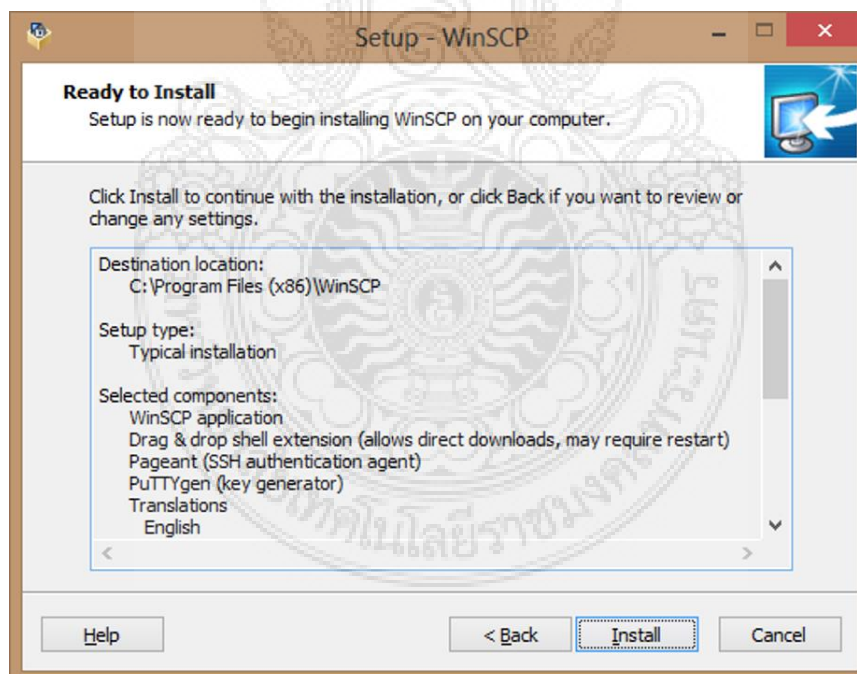 Setup - WinSCP
Ready to Install
Setup is now ready to begin installing WinSCP on your computer.
Click Install to continue with the installation, or click Back if you want to review or
change any settings.
Destination location:
C:\Program Files (x86)\WinSCP
Setup type:
Typical installation
Selected components:
WinSCP application
Drag & drop shell extension (allows direct downloads, may require restart)
Pageant (SSH authentication agent)
PuTTYgen (key generator)
Translations
English
Help
< Back
Install
Cancel